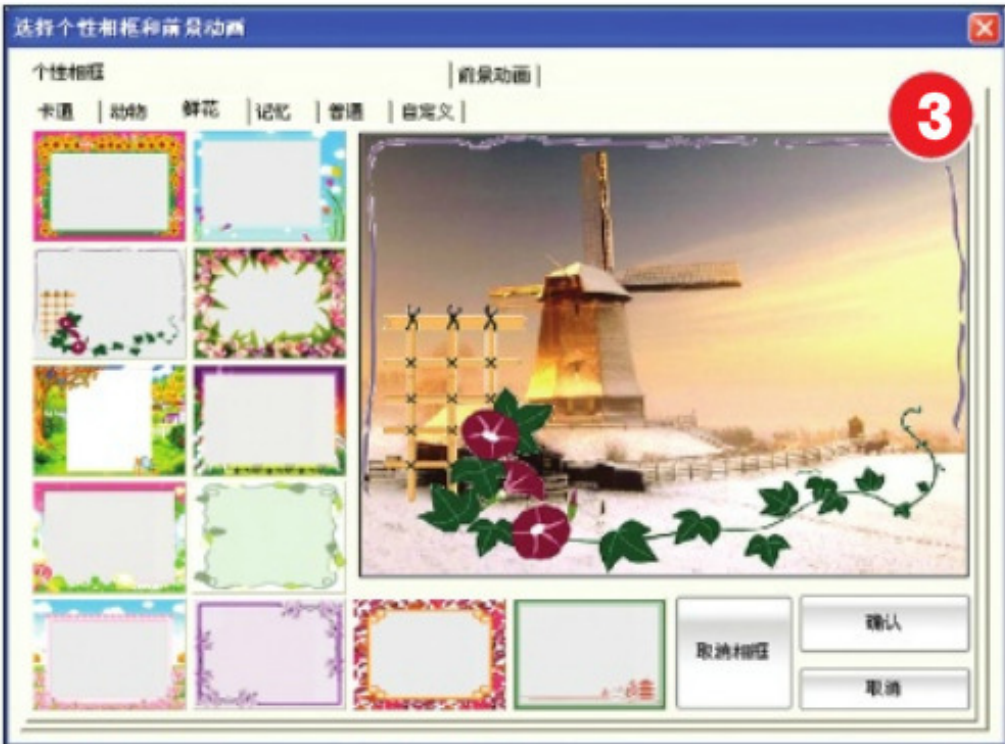 选择个性相框和前景动画
个性相框 前景动画
3
卡通 动物 鲜花 记忆 普通 自定义
取消相框
确认
取消